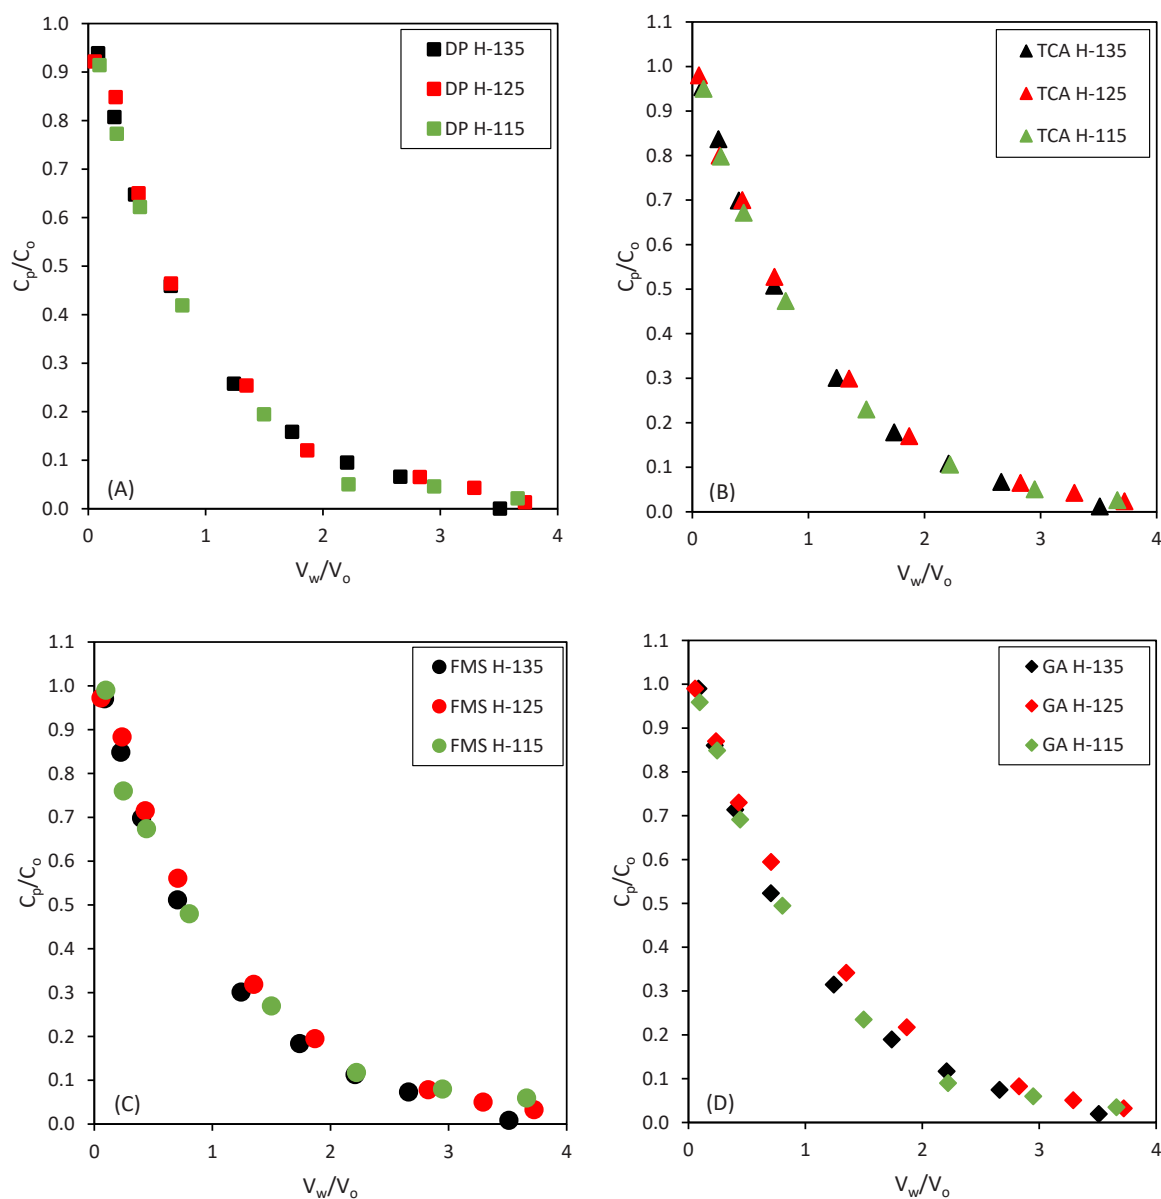 1.0
0.9
0.8
0.7
0.6
0.5
0.4
0.3
0.2
0.1
0.0
Cp/Co
DP H-135
DP H-125
DP H-115
(A)
0 1 2 3 4
Vw/Vo
1.1
1.0
0.9
0.8
0.7
0.6
0.5
0.4
0.3
0.2
0.1
0.0
Cp/Co
TCA H-135
TCA H-125
TCA H-115
(B)
0 1 2 3 4
Vw/Vo
1.1
1.0
0.9
0.8
0.7
0.6
0.5
0.4
0.3
0.2
0.1
0.0
Cp/Co
FMS H-135
FMS H-125
FMS H-115
(C)
0 1 2 3 4
Vw/Vo
1.1
1.0
0.9
0.8
0.7
0.6
0.5
0.4
0.3
0.2
0.1
0.0
Cp/Co
GA H-135
GA H-125
GA H-115
(D)
0 1 2 3 4
Vw/Vo